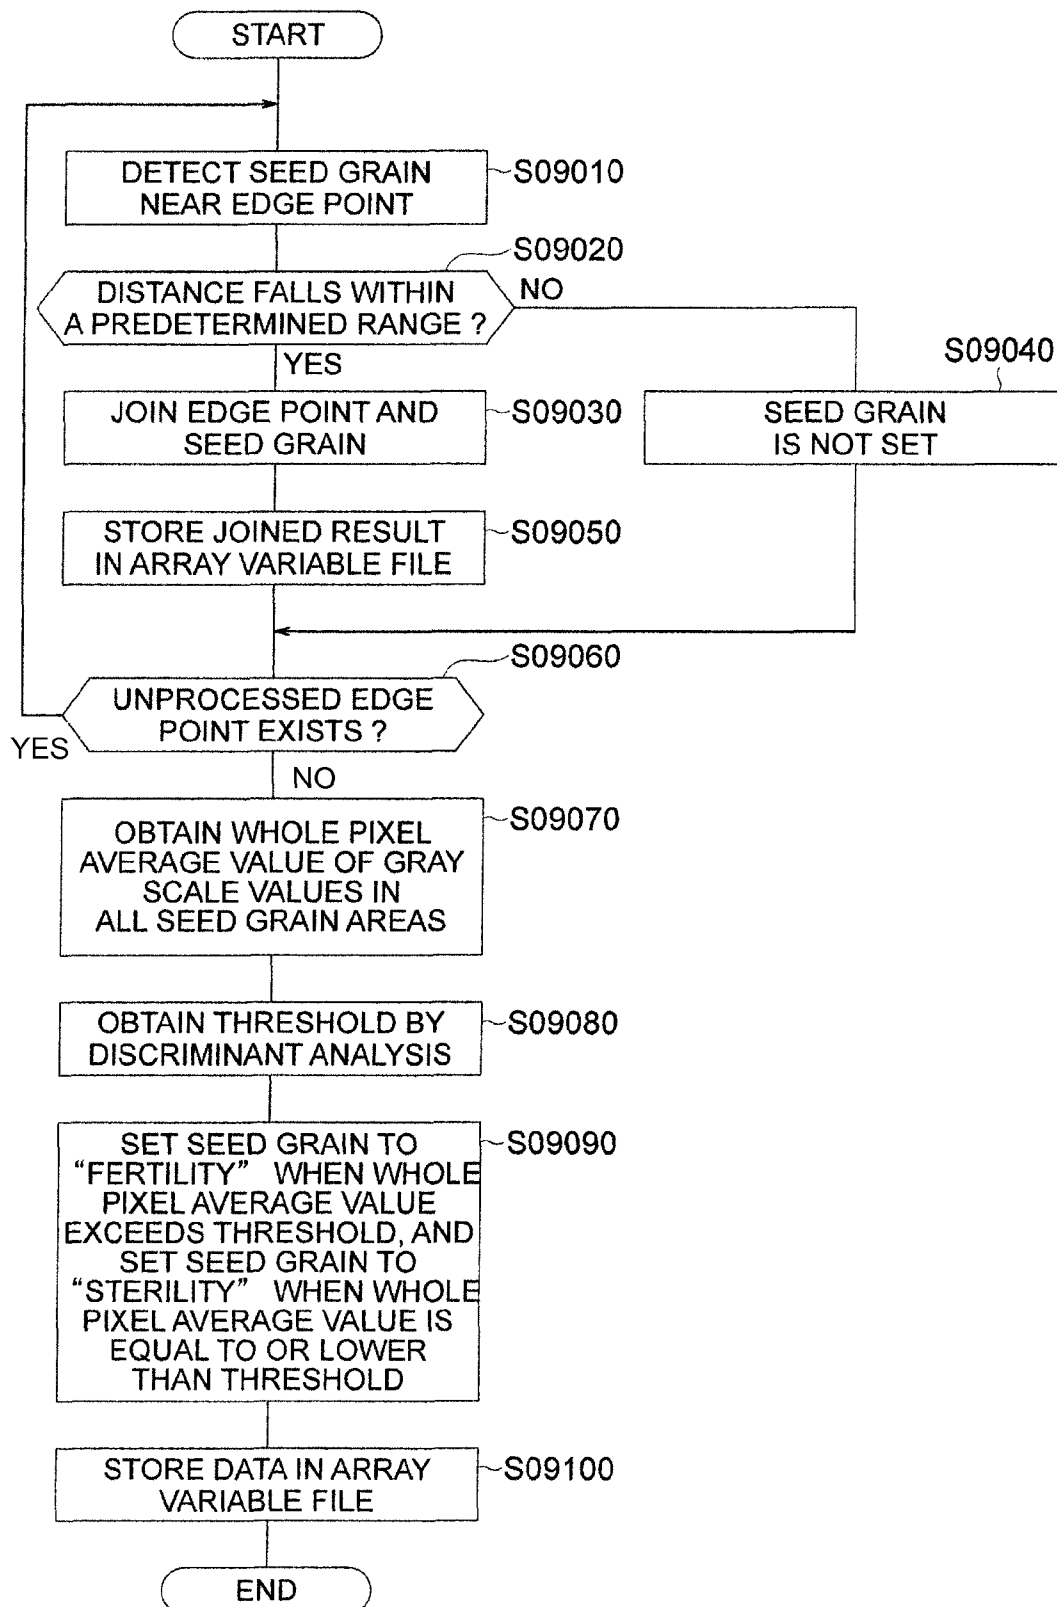 START
DETECT SEED GRAIN
NEAR EDGE POINT
S09010
S09020
DISTANCE FALLS WITHIN
A PREDETERMINED RANGE ?
NO
YES
S09040
JOIN EDGE POINT AND
SEED GRAIN
S09030
SEED GRAIN
IS NOT SET
STORE JOINED RESULT
IN ARRAY VARIABLE FILE
S09050
S09060
UNPROCESSED EDGE
POINT EXISTS ?
YES
NO
OBTAIN WHOLE PIXEL
AVERAGE VALUE OF GRAY
SCALE VALUES IN
ALL SEED GRAIN AREAS
S09070
OBTAIN THRESHOLD BY
DISCRIMINANT ANALYSIS
S09080
SET SEED GRAIN TO
“FERTILITY” WHEN WHOLE
PIXEL AVERAGE VALUE
EXCEEDS THRESHOLD, AND
SET SEED GRAIN TO
“STERILITY” WHEN WHOLE
PIXEL AVERAGE VALUE IS
EQUAL TO OR LOWER
THAN THRESHOLD
S09090
STORE DATA IN ARRAY
VARIABLE FILE
S09100
END